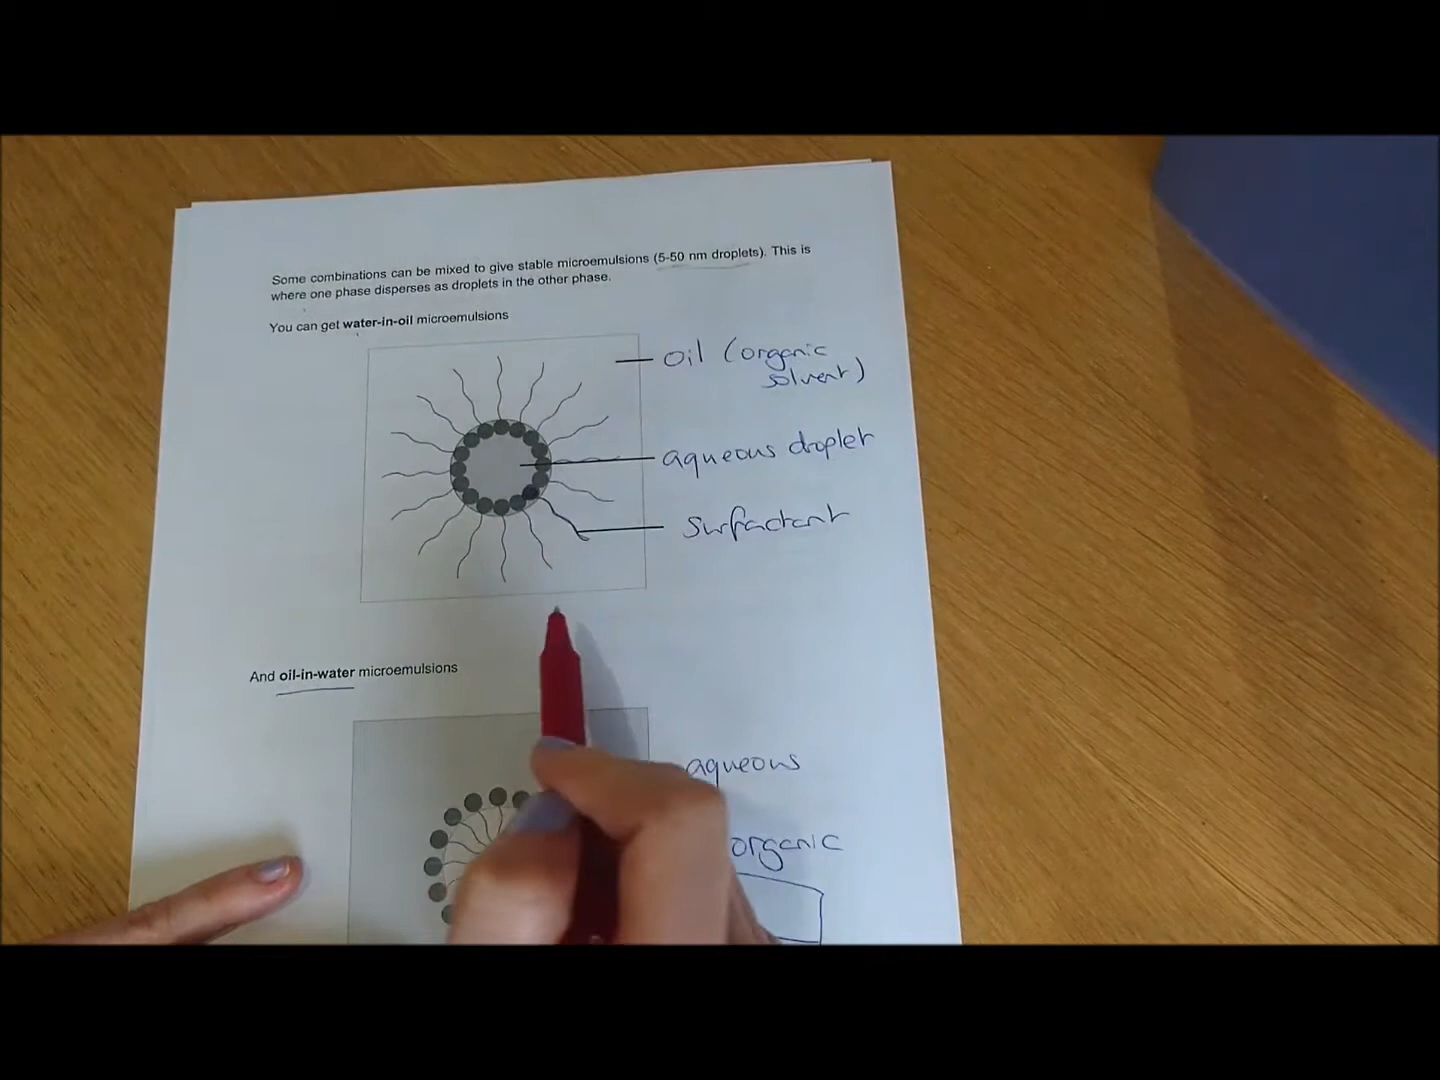 Some combinations can be mixed to give stable microemulsions (5-50 nm droplets). This is
where one phase disperses as droplets in the other phase.
You can get water-in-oil microemulsions
oil (organic
solvent)
aqueous droplet
surfactant
And oil-in-water microemulsions
aqueous
organic